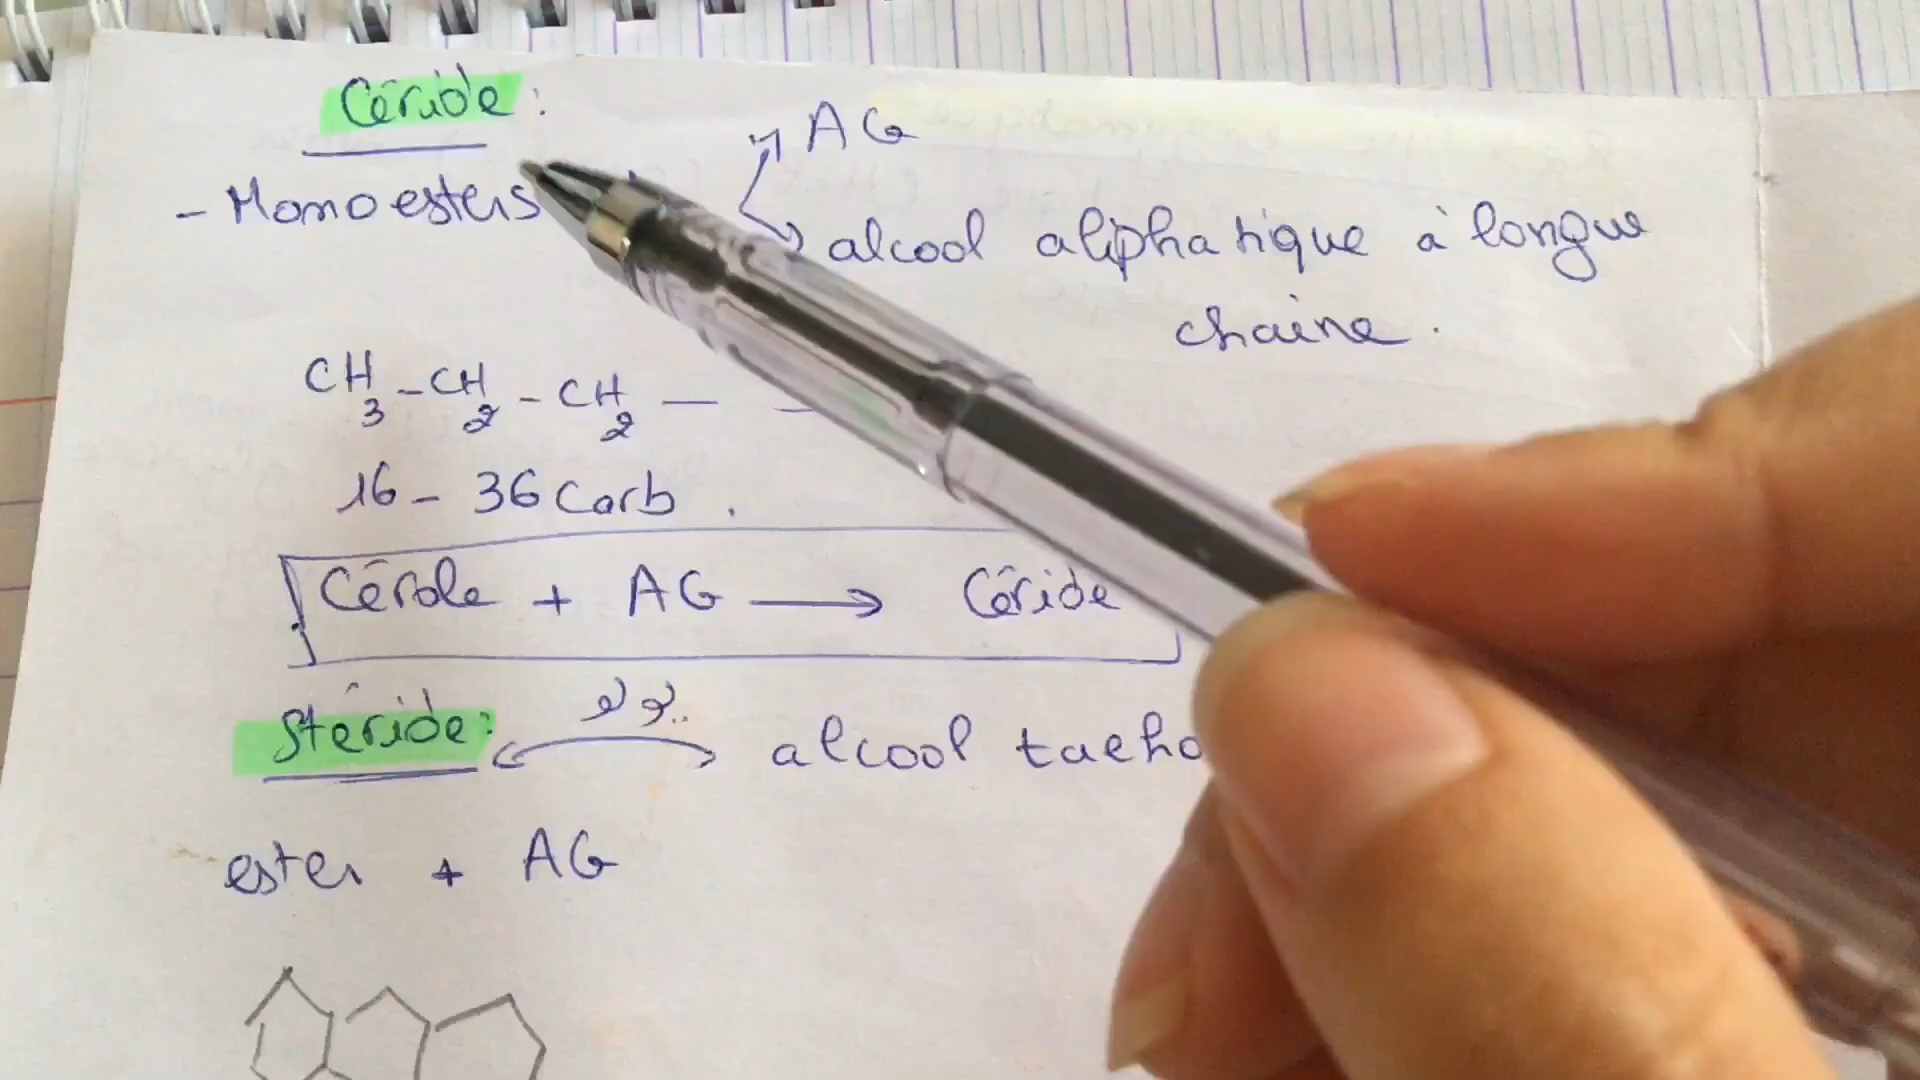 Céride :
- Monoesters
AG
alcool aliphatique à longue
chaine .
CH3 - CH2 - CH2 — —
16 - 36 Carb .
Cérole + AG → Céride
Stéride :
alcool
ester + AG